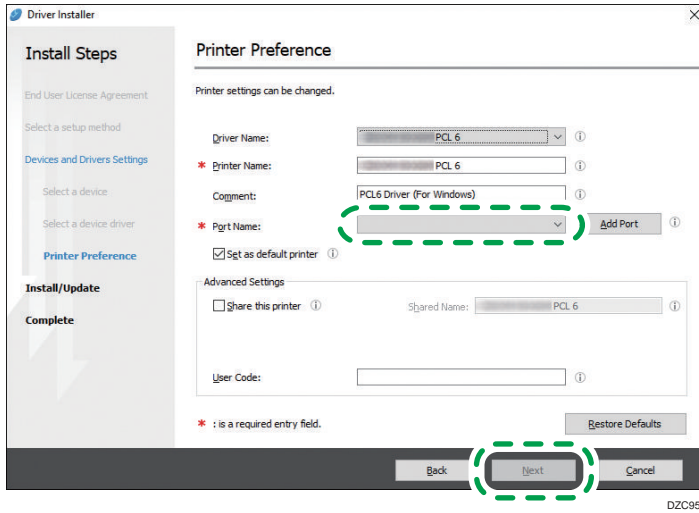 Driver Installer
Install Steps
End User License Agreement
Select a setup method
Devices and Drivers Settings
Select a device
Select a device driver
Printer Preference
Install/Update
Complete
Printer Preference
Printer settings can be changed.
Driver Name: PCL 6
* Printer Name: PCL 6
Comment: PCL6 Driver (For Windows)
* Port Name: Add Port
Set as default printer
Advanced Settings
Share this printer Shared Name: PCL 6
User Code:
* : is a required entry field. Restore Defaults
Back Next Cancel
DZC95